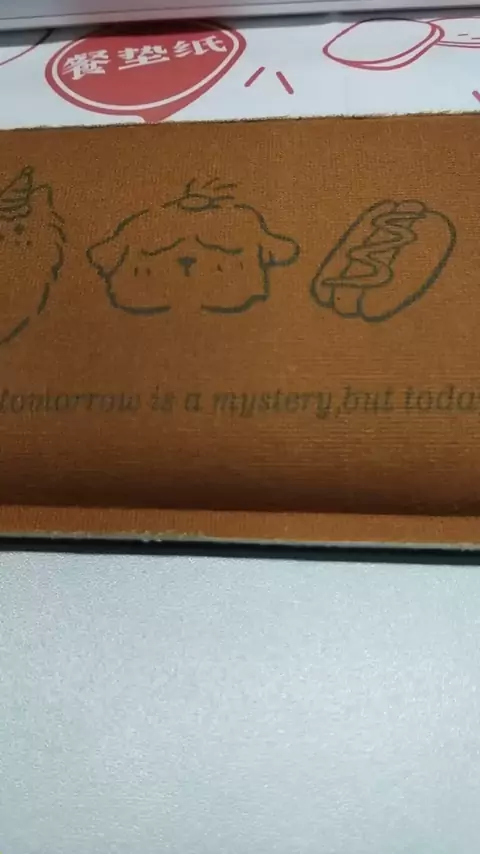 餐垫纸
tomorrow is a mystery,but today